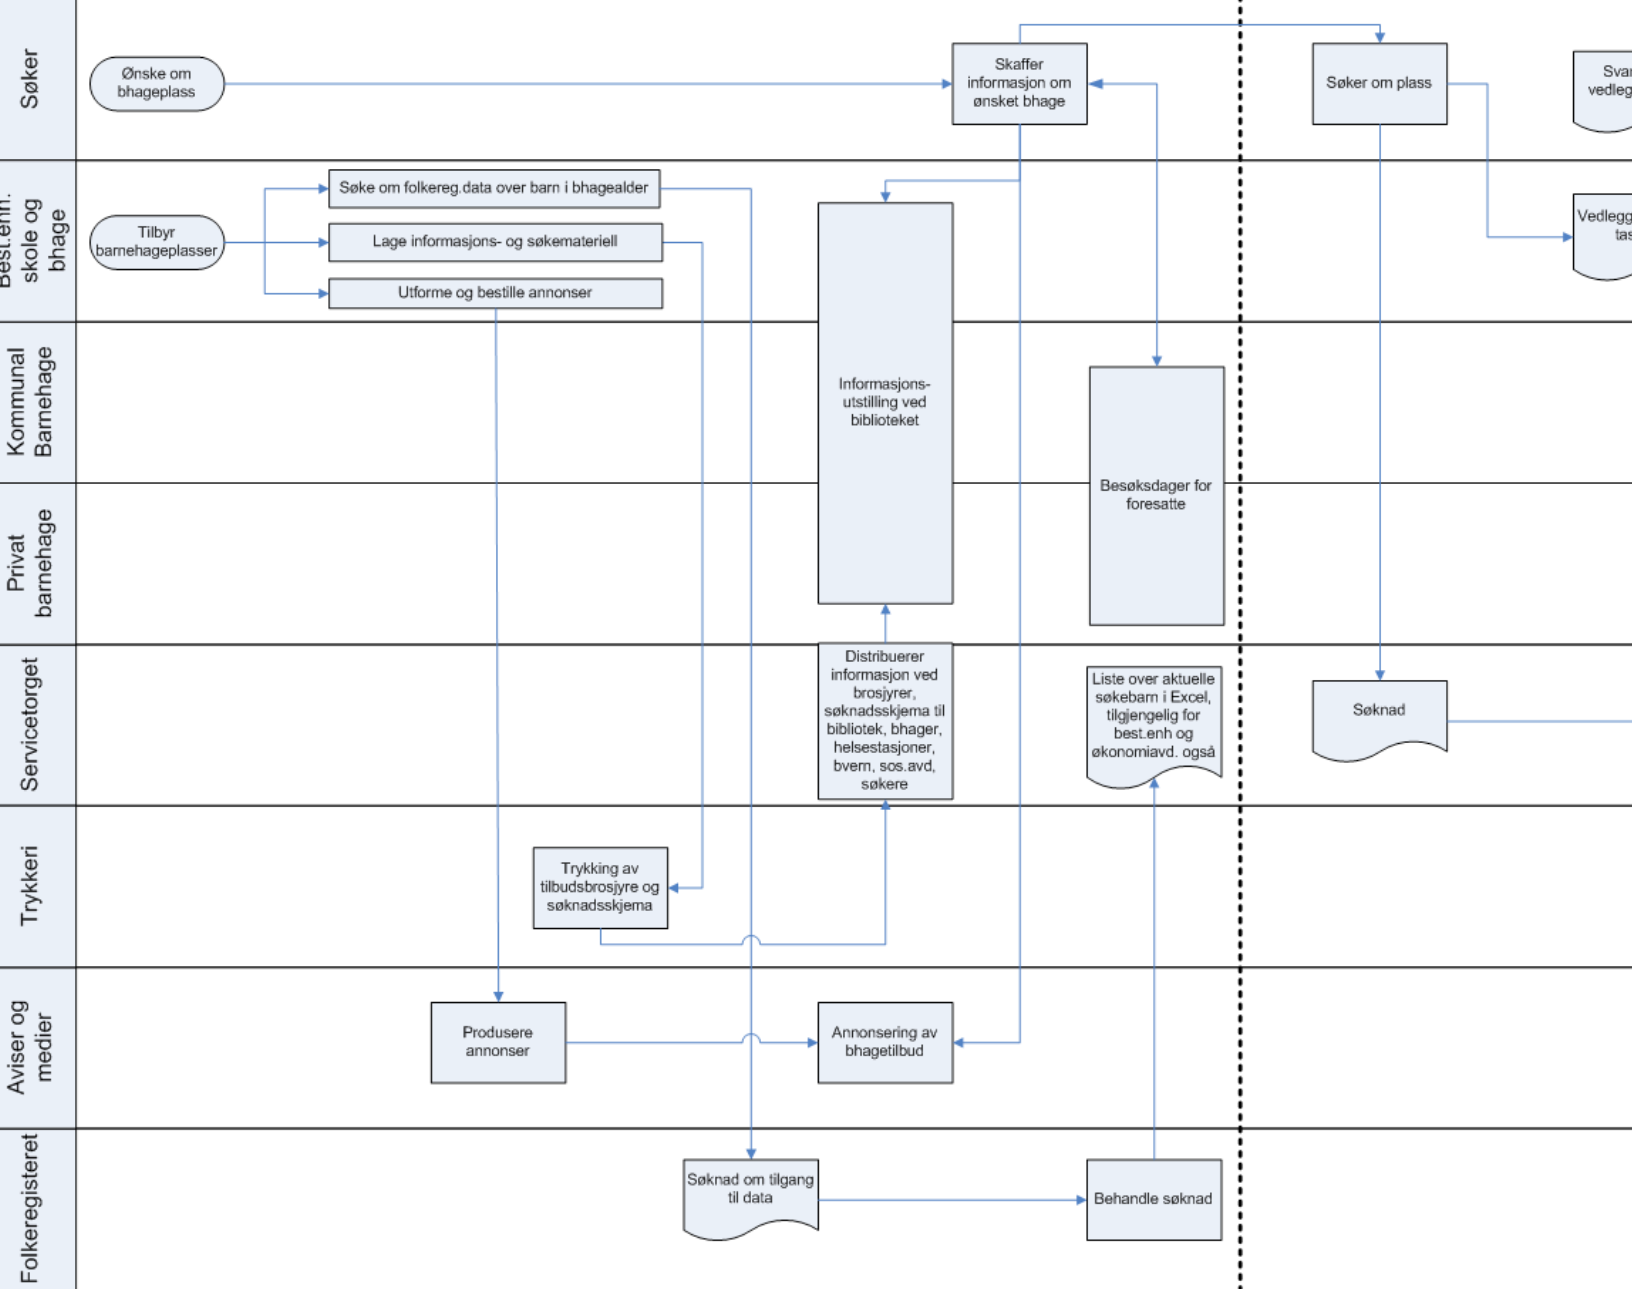 Søker
Ønske om
bhageplass
Skaffer
informasjon om
ønsket bhage
Søker om plass
skole og
bhage
Tilbyr
barnehageplasser
Søke om folkereg.data over barn i bhagealder
Lage informasjons- og søkemateriell
Utforme og bestille annonser
Kommunal
Barnehage
Informasjons-
utstilling ved
biblioteket
Privat
barnehage
Besøksdager for
foresatte
Servicetorget
Distribuerer
informasjon ved
brosjyrer,
søknadsskjema til
bibliotek, bhager,
helsestasjoner,
bvern, sos.avd,
søkere
Liste over aktuelle
søkebarn i Excel,
tilgjengelig for
best.enh og
økonomiavd. også
Søknad
Trykkeri
Trykking av
tilbudsbrosjyre og
søknadsskjema
Aviser og
medier
Produsere
annonser
Annonsering av
bhagetilbud
Folkeregisteret
Søknad om tilgang
til data
Behandle søknad